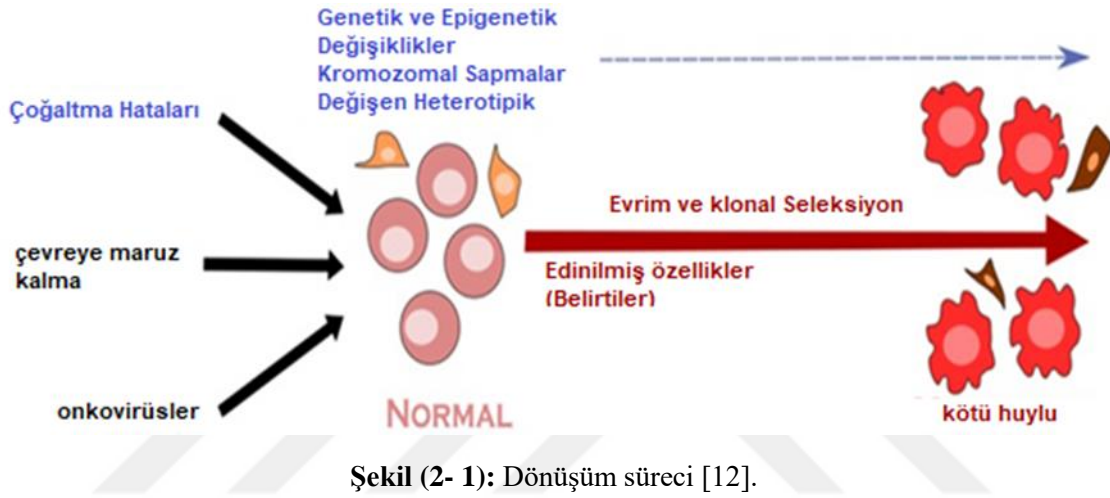 Genetik ve Epigenetik
Değişiklikler
Kromozomal Sapmalar
Değişen Heterotipik
Çoğaltma Hataları
çevreye maruz
kalma
onkovirüsler
NORMAL
Evrim ve klonal Seleksiyon
Edinilmiş özellikler
(Belirtiler)
kötü huylu
Şekil (2- 1): Dönüşüm süreci [12].